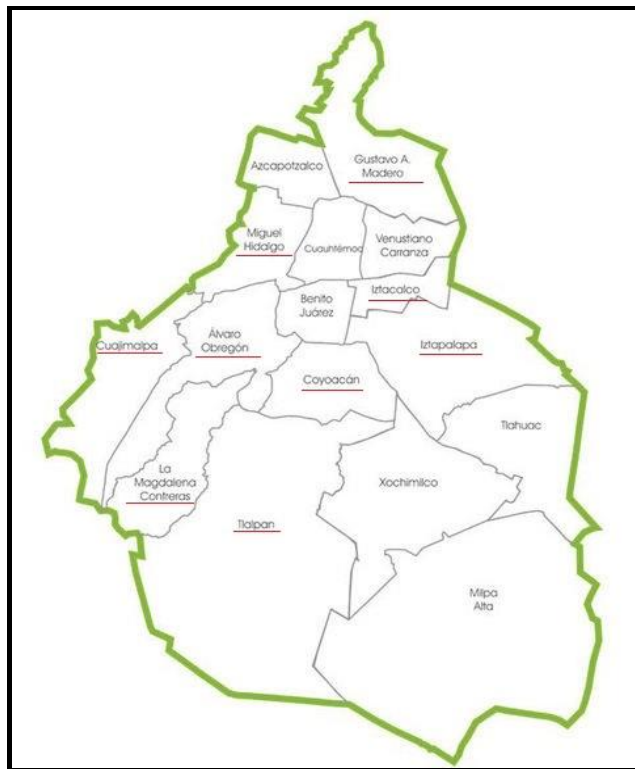 Azcapotzalco
Gustavo A.
Madero
Miguel
Hidalgo
Cuauhtémoc
Venustiano
Carranza
Iztacalco
Benito
Juárez
Cuajimalpa
Álvaro
Obregón
Iztapalapa
Coyoacán
Tlahuac
La
Magdalena
Contreras
Xochimilco
Tlalpan
Milpa
Alta